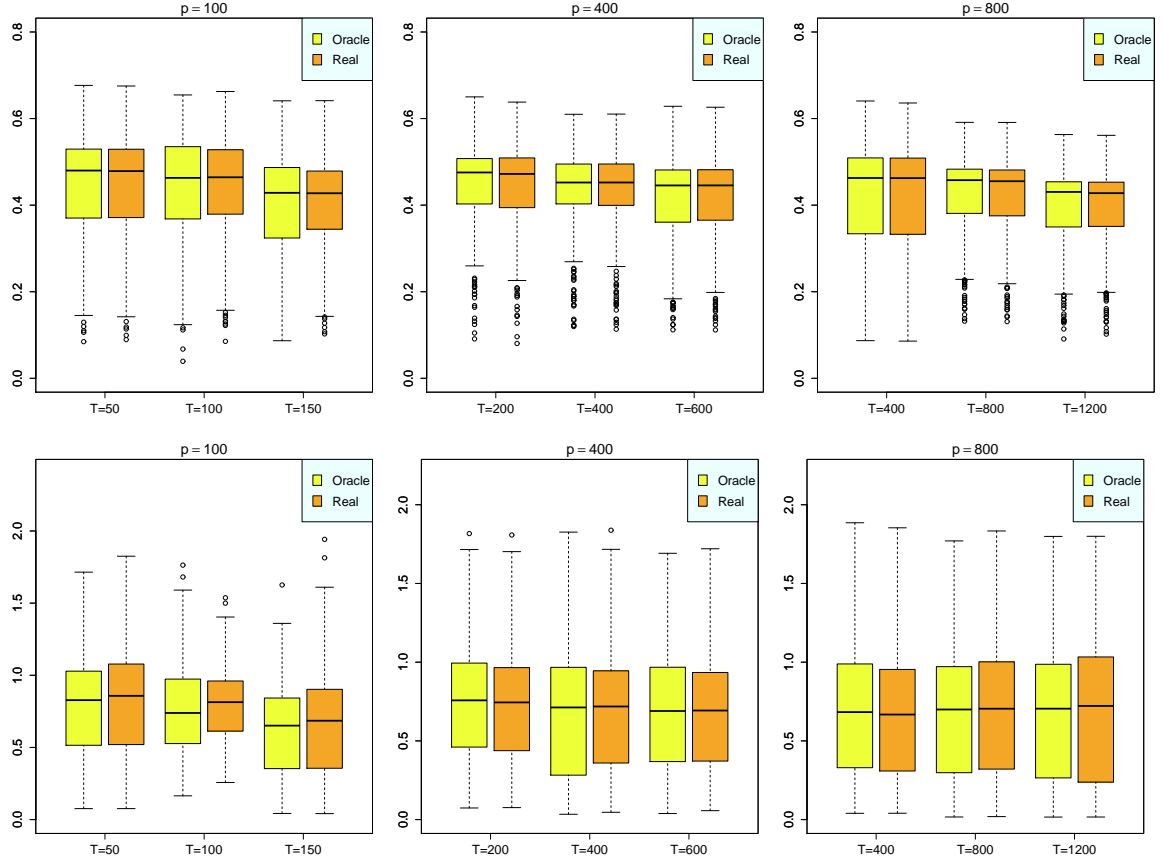 p = 100
0.0 0.2 0.4 0.6 0.8
Oracle
Real
T=50 T=100 T=150
p = 400
0.0 0.2 0.4 0.6 0.8
Oracle
Real
T=200 T=400 T=600
p = 800
0.0 0.2 0.4 0.6 0.8
Oracle
Real
T=400 T=800 T=1200
p = 100
0.0 0.5 1.0 1.5 2.0
Oracle
Real
T=50 T=100 T=150
p = 400
0.0 0.5 1.0 1.5 2.0
Oracle
Real
T=200 T=400 T=600
p = 800
0.0 0.5 1.0 1.5 2.0
Oracle
Real
T=400 T=800 T=1200